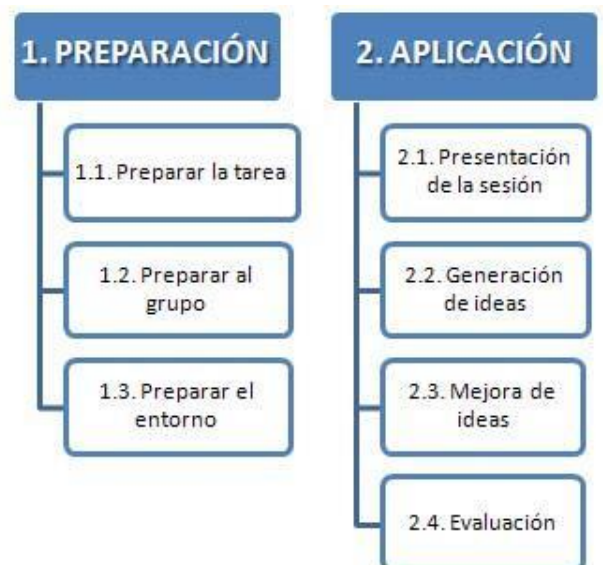 1. PREPARACIÓN
1.1. Preparar la tarea
1.2. Preparar al
grupo
1.3. Preparar el
entorno
2. APLICACIÓN
2.1. Presentación
de la sesión
2.2. Generación
de ideas
2.3. Mejora de
ideas
2.4. Evaluación